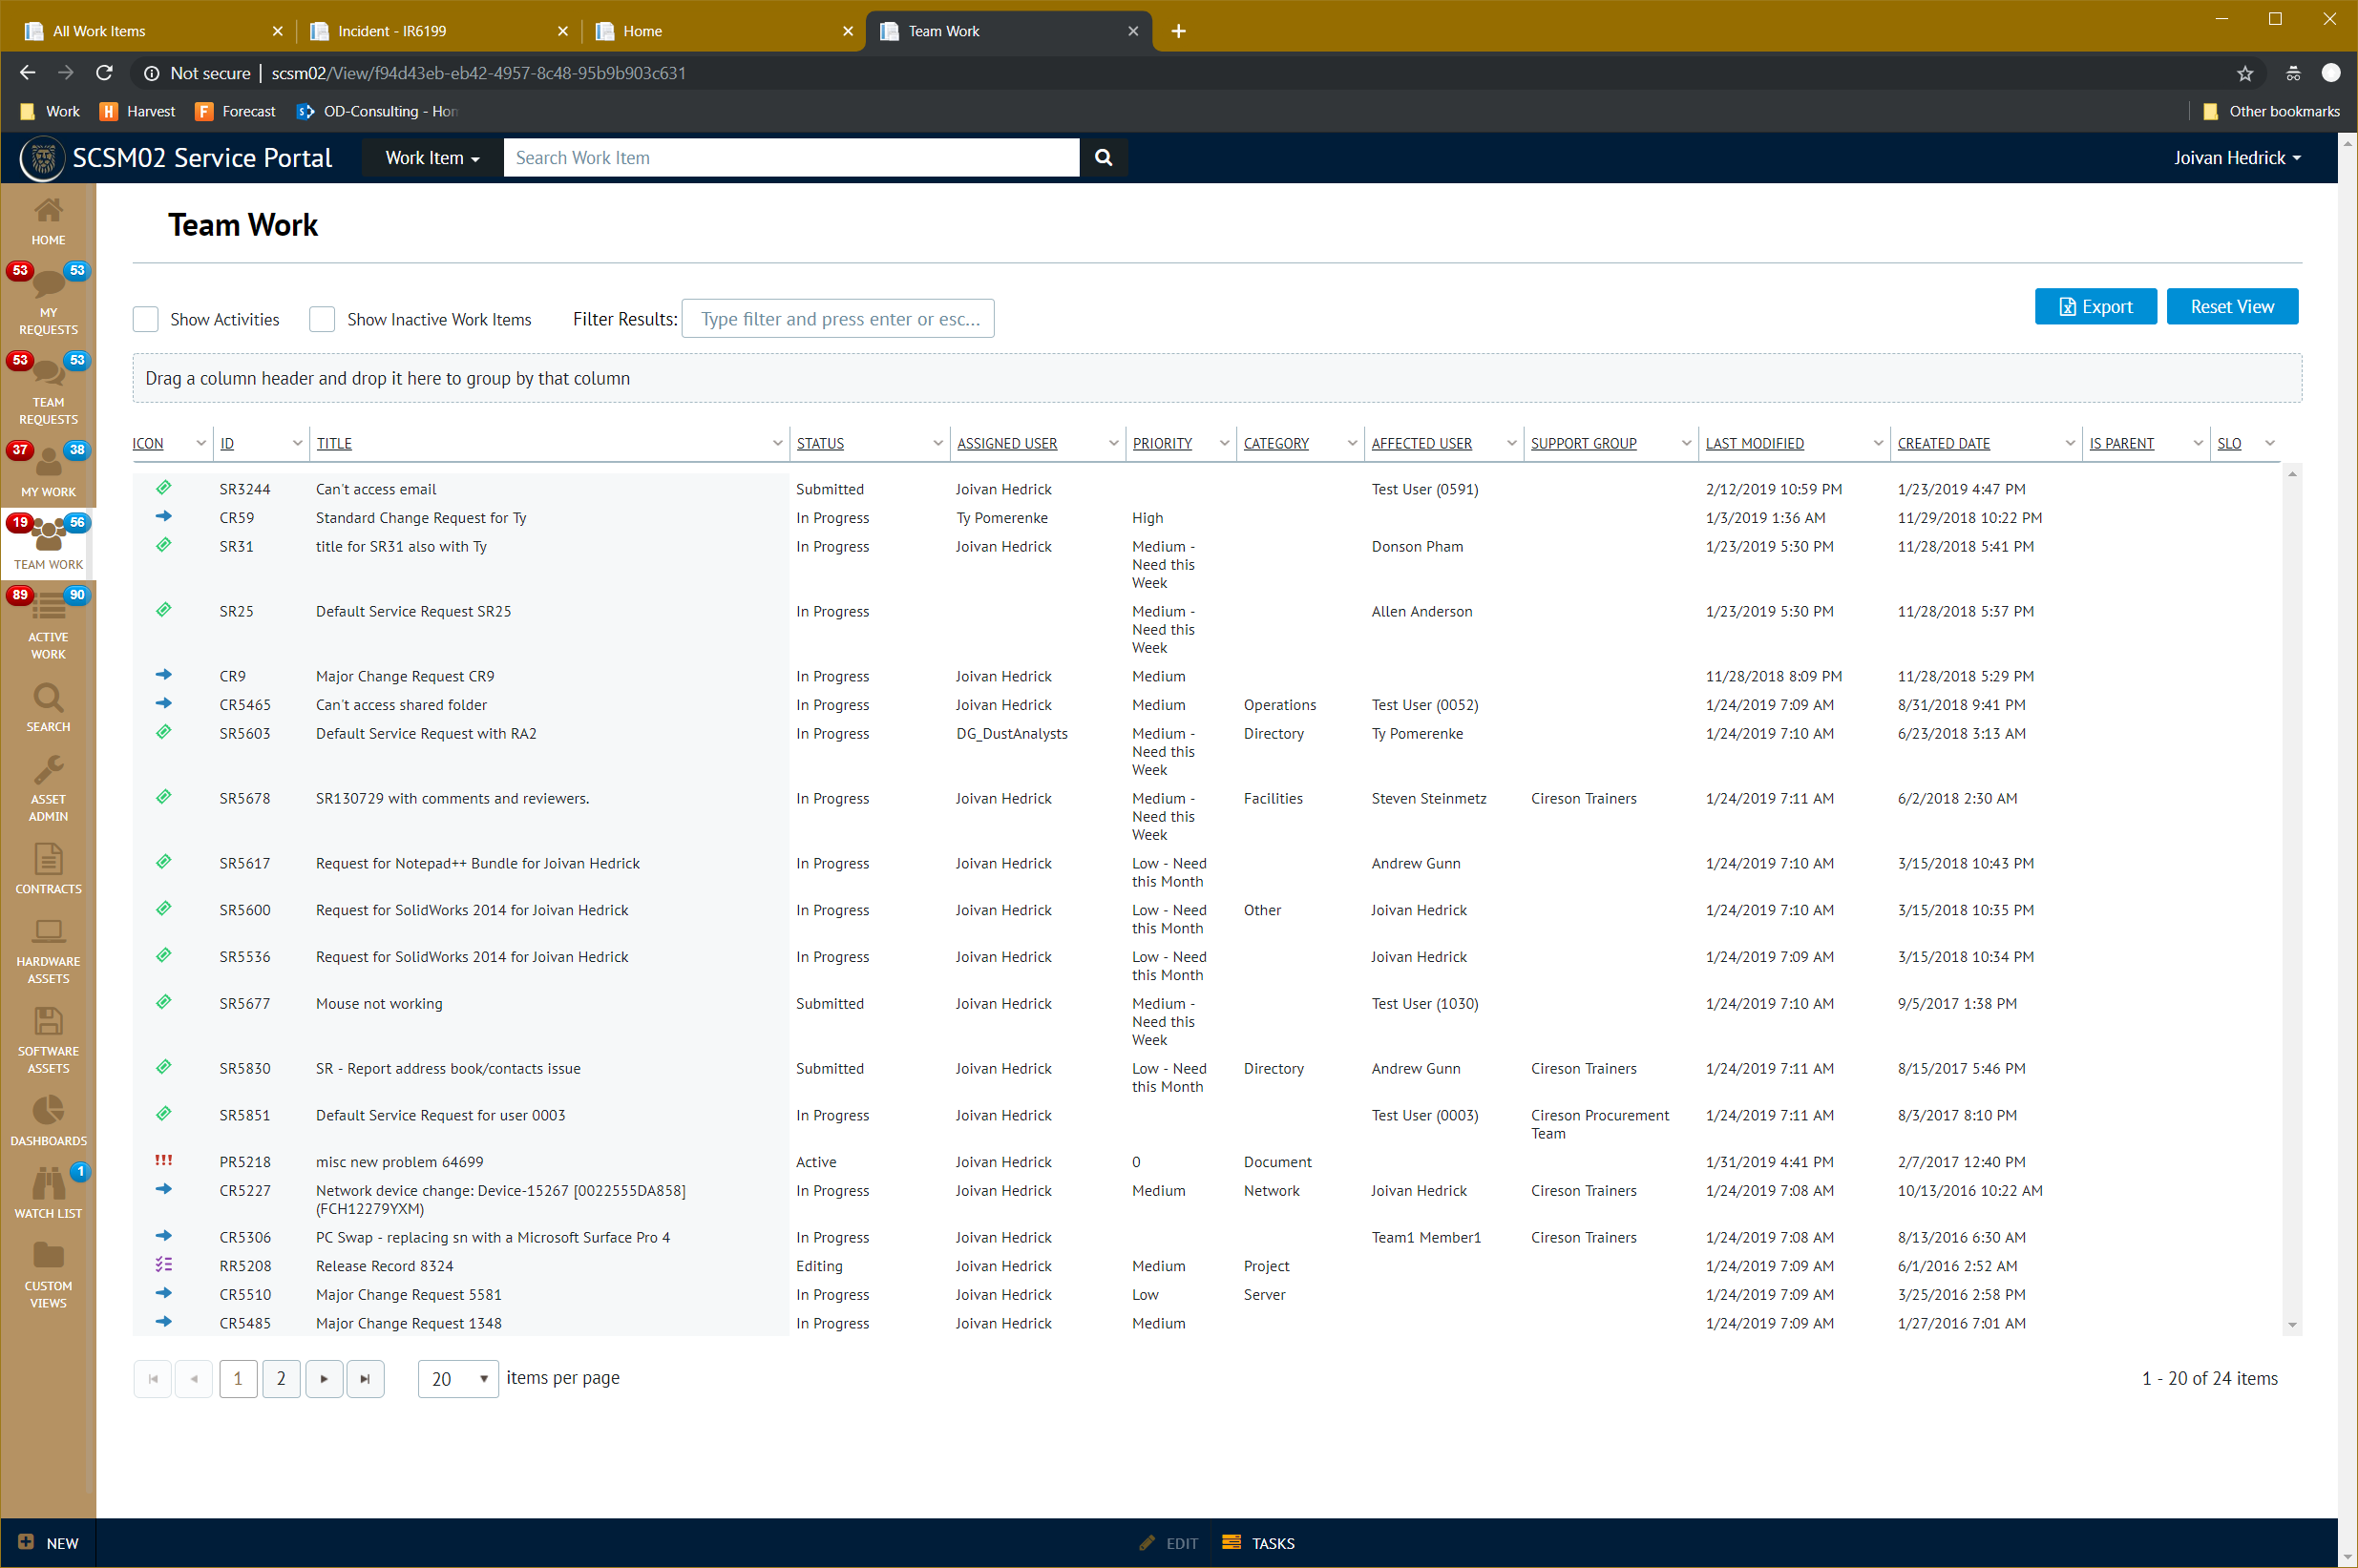 All Work Items
Incident - IR6199
Home
Team Work
Not secure | scsm02/View/f94d43eb-eb42-4957-8c48-95b9b903c631
Work
H Harvest
F Forecast
OD-Consulting - Hon
Other bookmarks
SCSM02 Service Portal
Work Item
Search Work Item
Joivan Hedrick
HOME
53 53
MY
REQUESTS
53 53
TEAM
REQUESTS
37 38
MY WORK
19 56
TEAM WORK
89 90
ACTIVE
WORK
SEARCH
ASSET
ADMIN
CONTRACTS
HARDWARE
ASSETS
SOFTWARE
ASSETS
DASHBOARDS
1
WATCH LIST
CUSTOM
VIEWS
Team Work
Show Activities
Show Inactive Work Items
Filter Results: Type filter and press enter or esc...
Export
Reset View
Drag a column header and drop it here to group by that column
ICON ID TITLE STATUS ASSIGNED USER PRIORITY CATEGORY AFFECTED USER SUPPORT GROUP LAST MODIFIED CREATED DATE IS PARENT SLO
SR3244 Can't access email Submitted Joivan Hedrick Test User (0591) 2/12/2019 10:59 PM 1/23/2019 4:47 PM
CR59 Standard Change Request for Ty In Progress Ty Pomerenke High 1/3/2019 1:36 AM 11/29/2018 10:22 PM
SR31 title for SR31 also with Ty In Progress Joivan Hedrick Medium - Donson Pham 1/23/2019 5:30 PM 11/28/2018 5:41 PM
Need this
Week
SR25 Default Service Request SR25 In Progress Medium - Allen Anderson 1/23/2019 5:30 PM 11/28/2018 5:37 PM
Need this
Week
CR9 Major Change Request CR9 In Progress Joivan Hedrick Medium 11/28/2018 8:09 PM 11/28/2018 5:29 PM
CR5465 Can't access shared folder In Progress Joivan Hedrick Medium Operations Test User (0052) 1/24/2019 7:09 AM 8/31/2018 9:41 PM
SR5603 Default Service Request with RA2 In Progress DG_DustAnalysts Medium - Directory Ty Pomerenke 1/24/2019 7:10 AM 6/23/2018 3:13 AM
Need this
Week
SR5678 SR130729 with comments and reviewers. In Progress Joivan Hedrick Medium - Facilities Steven Steinmetz Cireson Trainers 1/24/2019 7:11 AM 6/2/2018 2:30 AM
Need this
Week
SR5617 Request for Notepad++ Bundle for Joivan Hedrick In Progress Joivan Hedrick Low - Need Andrew Gunn 1/24/2019 7:10 AM 3/15/2018 10:43 PM
this Month
SR5600 Request for SolidWorks 2014 for Joivan Hedrick In Progress Joivan Hedrick Low - Need Other Joivan Hedrick 1/24/2019 7:10 AM 3/15/2018 10:35 PM
this Month
SR5536 Request for SolidWorks 2014 for Joivan Hedrick In Progress Joivan Hedrick Low - Need Joivan Hedrick 1/24/2019 7:09 AM 3/15/2018 10:34 PM
this Month
SR5677 Mouse not working Submitted Joivan Hedrick Medium - Test User (1030) 1/24/2019 7:10 AM 9/5/2017 1:38 PM
Need this
Week
SR5830 SR - Report address book/contacts issue Submitted Joivan Hedrick Low - Need Directory Andrew Gunn Cireson Trainers 1/24/2019 7:11 AM 8/15/2017 5:46 PM
this Month
SR5851 Default Service Request for user 0003 In Progress Joivan Hedrick Test User (0003) Cireson Procurement 1/24/2019 7:11 AM 8/3/2017 8:10 PM
Team
PR5218 misc new problem 64699 Active Joivan Hedrick 0 Document 1/31/2019 4:41 PM 2/7/2017 12:40 PM
CR5227 Network device change: Device-15267 [0022555DA858] In Progress Joivan Hedrick Medium Network Joivan Hedrick Cireson Trainers 1/24/2019 7:08 AM 10/13/2016 10:22 AM
(FCH12279YXM)
CR5306 PC Swap - replacing sn with a Microsoft Surface Pro 4 In Progress Joivan Hedrick Team1 Member1 Cireson Trainers 1/24/2019 7:08 AM 8/13/2016 6:30 AM
RR5208 Release Record 8324 Editing Joivan Hedrick Medium Project 1/24/2019 7:09 AM 6/1/2016 2:52 AM
CR5510 Major Change Request 5581 In Progress Joivan Hedrick Low Server 1/24/2019 7:09 AM 3/25/2016 2:58 PM
CR5485 Major Change Request 1348 In Progress Joivan Hedrick Medium 1/24/2019 7:09 AM 1/27/2016 7:01 AM
1 2 20 items per page
1 - 20 of 24 items
NEW
EDIT
TASKS